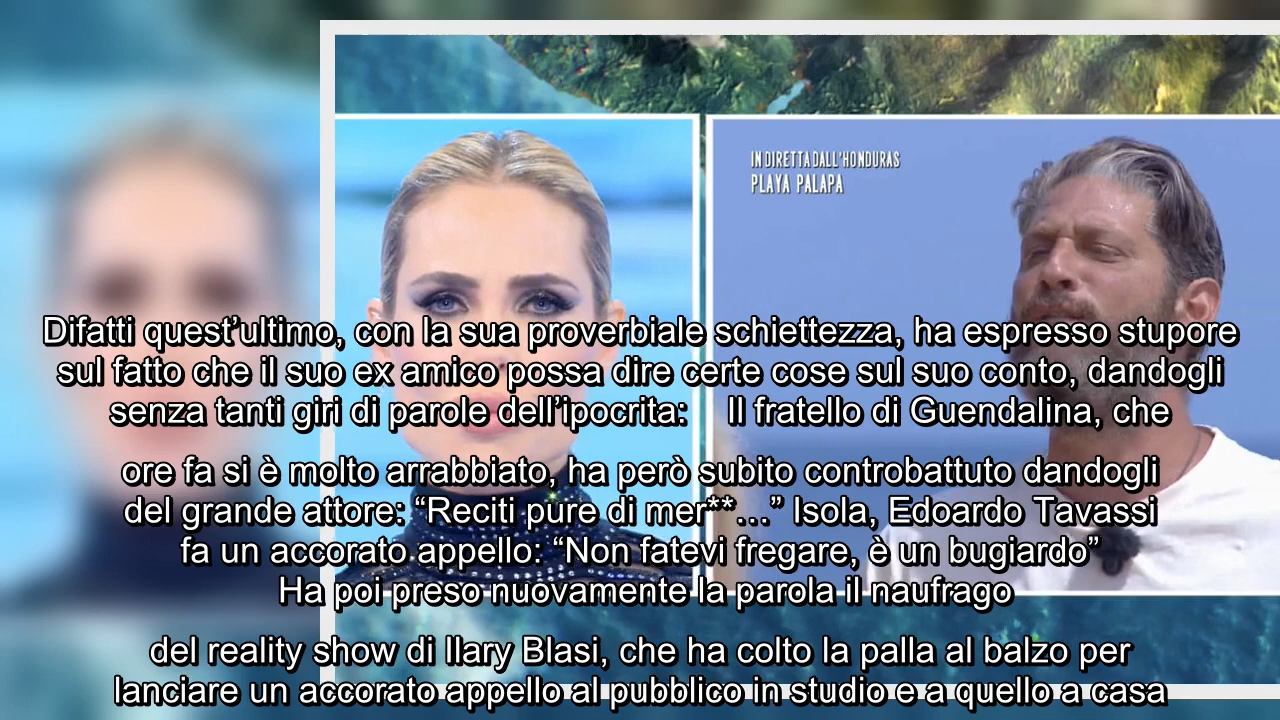 IN DIRETTA DALL'HONDURAS
PLAYA PALAPA
Difatti quest’ultimo, con la sua proverbiale schiettezza, ha espresso stupore
sul fatto che il suo ex amico possa dire certe cose sul suo conto, dandogli
senza tanti giri di parole dell’ipocrita: Il fratello di Guendalina, che
ore fa si è molto arrabbiato, ha però subito controbattuto dandogli
del grande attore: “Reciti pure di mer**…” Isola, Edoardo Tavassi
fa un accorato appello: “Non fatevi fregare, è un bugiardo”
Ha poi preso nuovamente la parola il naufrago
del reality show di Ilary Blasi, che ha colto la palla al balzo per
lanciare un accorato appello al pubblico in studio e a quello a casa